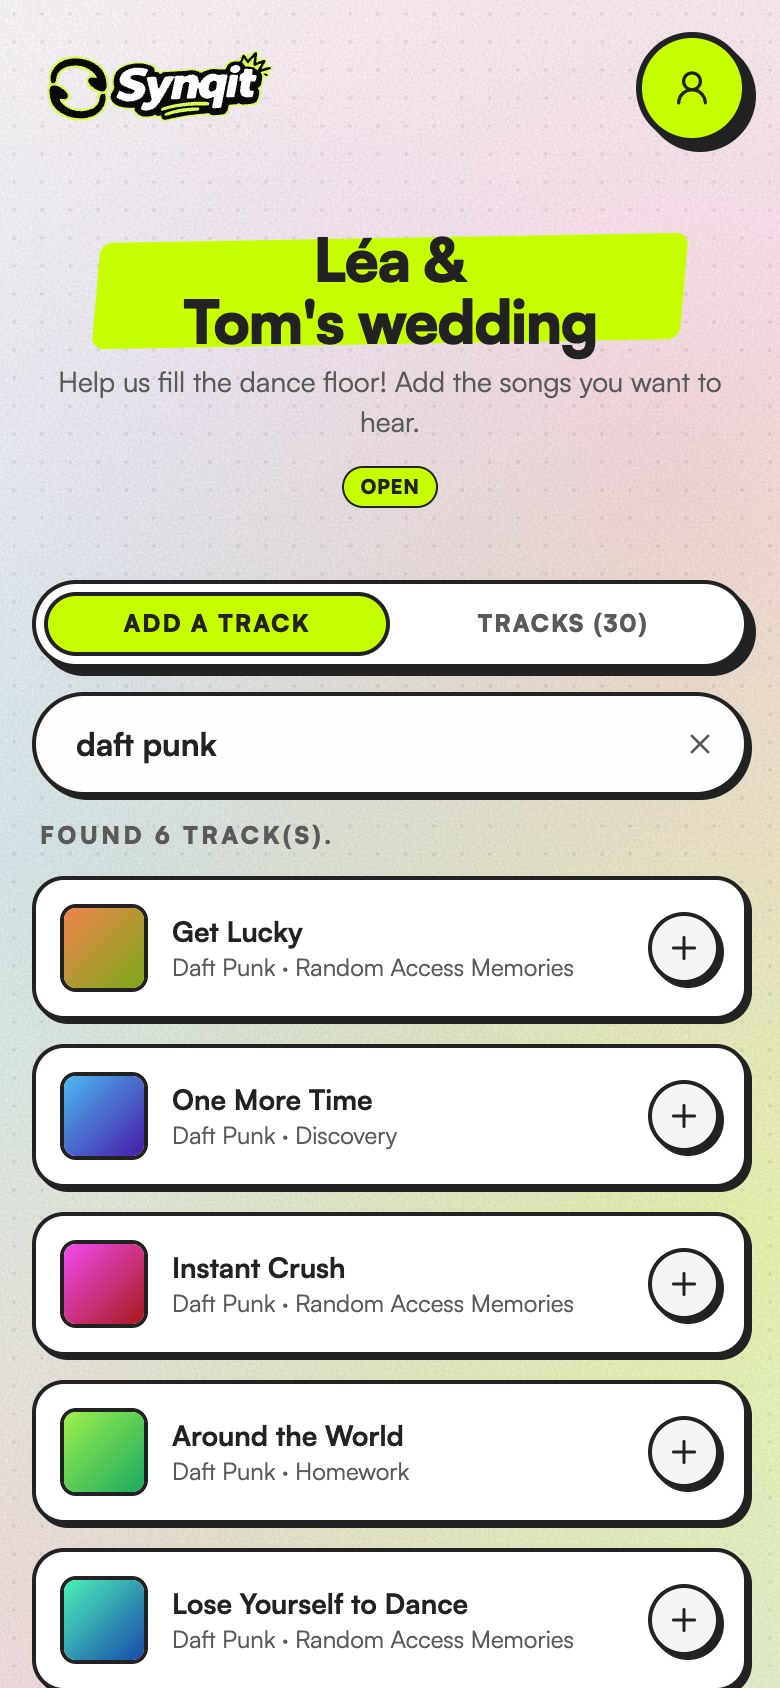 Synqit
Léa &
Tom's wedding
Help us fill the dance floor! Add the songs you want to
hear.
OPEN
ADD A TRACK
TRACKS (30)
daft punk
FOUND 6 TRACK(S).
Get Lucky
Daft Punk · Random Access Memories
One More Time
Daft Punk · Discovery
Instant Crush
Daft Punk · Random Access Memories
Around the World
Daft Punk · Homework
Lose Yourself to Dance
Daft Punk · Random Access Memories